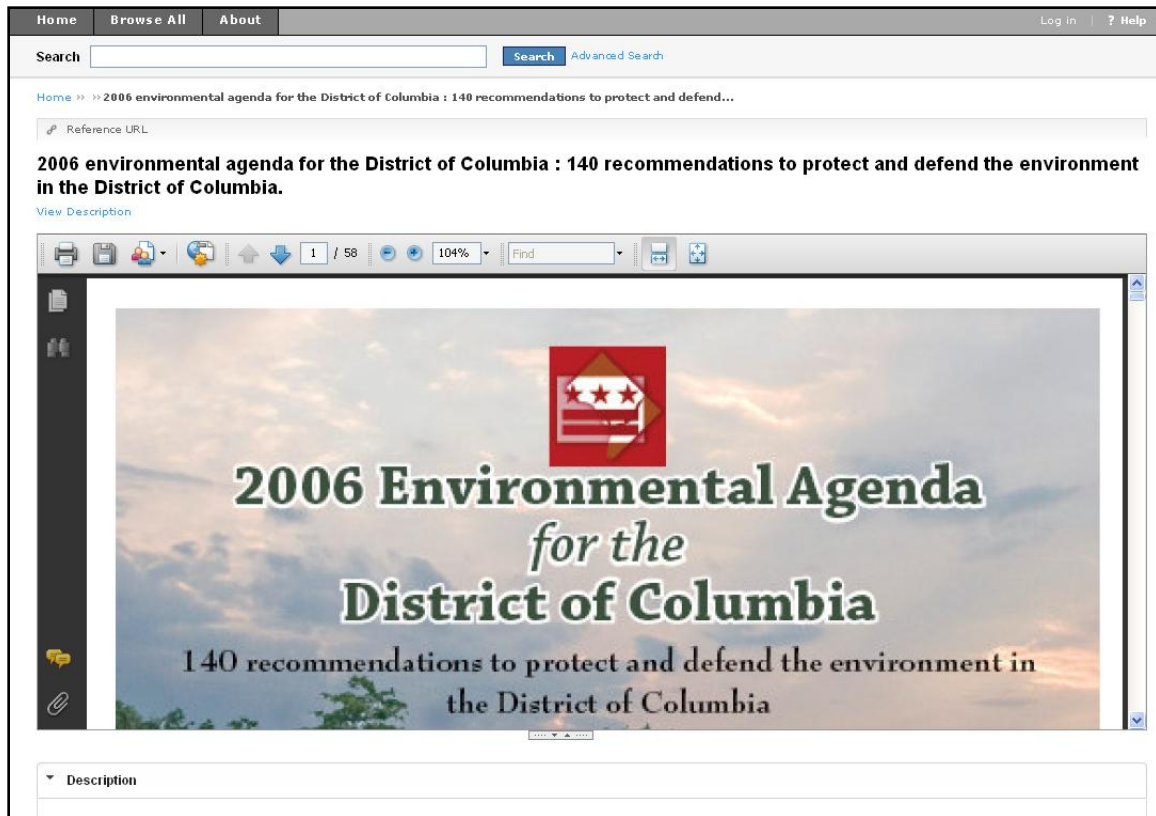 Home Browse All About Log in | ? Help
Search Search Advanced Search
Home »» »» 2006 environmental agenda for the District of Columbia : 140 recommendations to protect and defend...
Reference URL
2006 environmental agenda for the District of Columbia : 140 recommendations to protect and defend the environment
in the District of Columbia.
View Description
1 / 58 104% Find
2006 Environmental Agenda
for the
District of Columbia
140 recommendations to protect and defend the environment in
the District of Columbia
Description